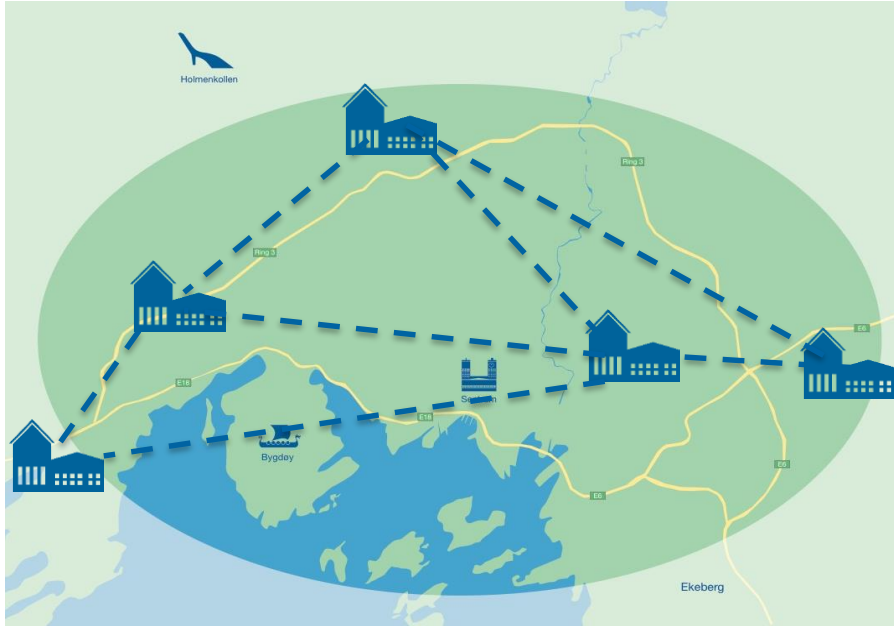 Holmenkollen
Ring 3
Ring 3
E6
E18
E18
Bygdøy
E6
E6
Ekeberg